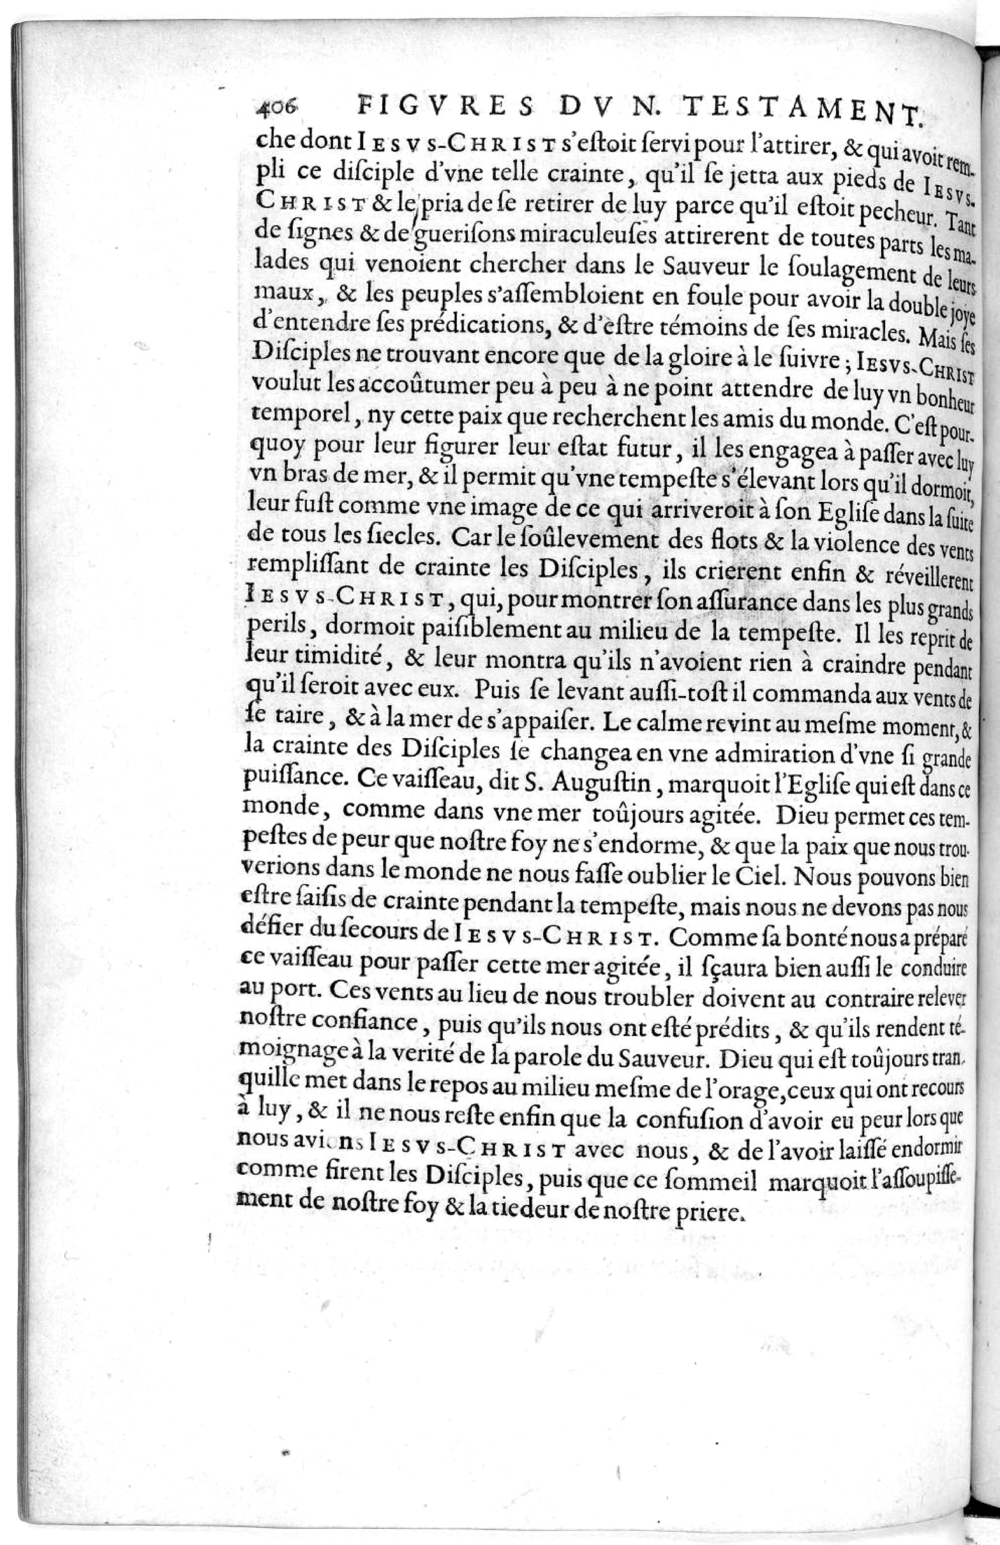 406 FIGVRES DV N. TESTAMENT.
che dont IESVS-CHRIST s'eſtoit ſervi pour l'attirer, & qui avoit rem-
pli ce diſciple d'vne telle crainte, qu'il ſe jetta aux pieds de IESVS-
CHRIST & le pria de ſe retirer de luy parce qu'il eſtoit pecheur. Tant
de ſignes & de gueriſons miraculeuſes attirerent de toutes parts les ma-
lades qui venoient chercher dans le Sauveur le ſoulagement de leurs
maux, & les peuples s'aſſembloient en foule pour avoir la double joye
d'entendre ſes prédications, & d'eſtre témoins de ſes miracles. Mais ſes
Diſciples ne trouvant encore que de la gloire à le ſuivre; IESVS-CHRIST
voulut les accoûtumer peu à peu à ne point attendre de luy vn bonheur
temporel, ny cette paix que recherchent les amis du monde. C'eſt pour-
quoy pour leur figurer leur eſtat futur, il les engagea à paſſer avec luy
vn bras de mer, & il permit qu'vne tempeſte s'élevant lors qu'il dormoit,
leur fuſt comme vne image de ce qui arriveroit à ſon Egliſe dans la ſuite
de tous les ſiecles. Car le ſoûlevement des flots & la violence des vents
rempliſſant de crainte les Diſciples, ils crierent enfin & réveillerent
IESVS-CHRIST, qui, pour montrer ſon aſſurance dans les plus grands
perils, dormoit paiſiblement au milieu de la tempeſte. Il les reprit de
leur timidité, & leur montra qu'ils n'avoient rien à craindre pendant
qu'il ſeroit avec eux. Puis ſe levant auſſi-toſt il commanda aux vents de
ſe taire, & à la mer de s'appaiſer. Le calme revint au meſme moment, &
la crainte des Diſciples ſe changea en vne admiration d'vne ſi grande
puiſſance. Ce vaiſſeau, dit S. Auguſtin, marquoit l'Egliſe qui eſt dans ce
monde, comme dans vne mer toûjours agitée. Dieu permet ces tem-
peſtes de peur que noſtre foy ne s'endorme, & que la paix que nous trou-
verions dans le monde ne nous faſſe oublier le Ciel. Nous pouvons bien
eſtre ſaiſis de crainte pendant la tempeſte, mais nous ne devons pas nous
défier du ſecours de IESVS-CHRIST. Comme ſa bonté nous a préparé
ce vaiſſeau pour paſſer cette mer agitée, il ſçaura bien auſſi le conduire
au port. Ces vents au lieu de nous troubler doivent au contraire relever
noſtre confiance, puis qu'ils nous ont eſté prédits, & qu'ils rendent té-
moignage à la verité de la parole du Sauveur. Dieu qui eſt toûjours tran-
quille met dans le repos au milieu meſme de l'orage, ceux qui ont recours
à luy, & il ne nous reſte enfin que la confuſion d'avoir eu peur lors que
nous avions IESVS-CHRIST avec nous, & de l'avoir laiſſé endormir
comme firent les Diſciples, puis que ce ſommeil marquoit l'aſſoupiſſe-
ment de noſtre foy & la tiedeur de noſtre priere.